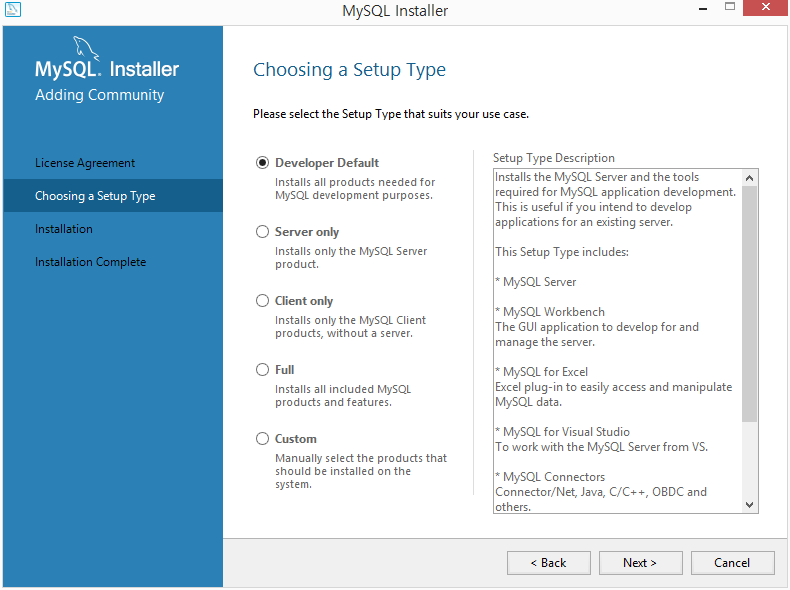 MySQL Installer
MySQL. Installer
Adding Community
License Agreement
Choosing a Setup Type
Installation
Installation Complete
Choosing a Setup Type
Please select the Setup Type that suits your use case.
Developer Default
Installs all products needed for
MySQL development purposes.
Server only
Installs only the MySQL Server
product.
Client only
Installs only the MySQL Client
products, without a server.
Full
Installs all included MySQL
products and features.
Custom
Manually select the products that
should be installed on the
system.
Setup Type Description
Installs the MySQL Server and the tools
required for MySQL application development.
This is useful if you intend to develop
applications for an existing server.
This Setup Type includes:
* MySQL Server
* MySQL Workbench
The GUI application to develop for and
manage the server.
* MySQL for Excel
Excel plug-in to easily access and manipulate
MySQL data.
* MySQL for Visual Studio
To work with the MySQL Server from VS.
* MySQL Connectors
Connector/Net, Java, C/C++, OBDC and
others.
< Back
Next >
Cancel